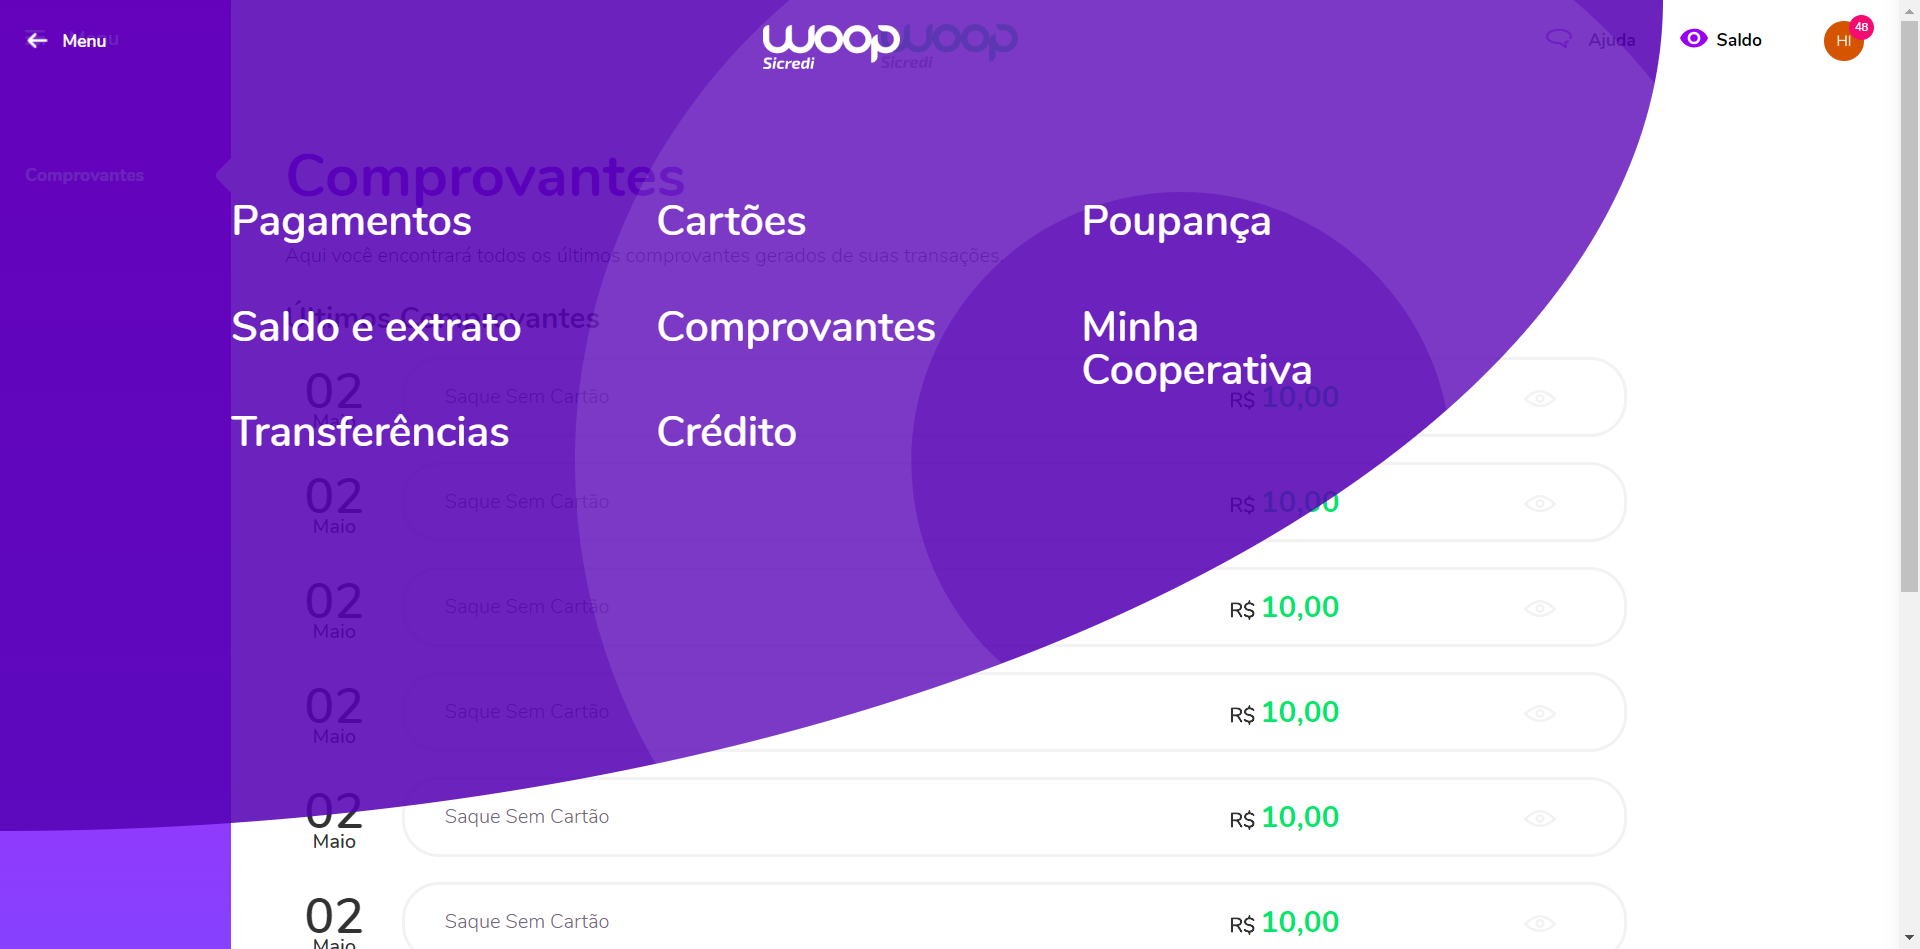 Menu
Menu
woop
Sicredi
woop
Sicredi
Ajuda
Saldo
HI
48
Comprovantes
Comprovantes
Pagamentos
Cartões
Poupança
Aqui você encontrará todos os últimos comprovantes gerados de suas transações.
Últimos Comprovantes
Saldo e extrato
Comprovantes
Minha
Cooperativa
02
Maio
Saque Sem Cartão
R$ 10,00
Transferências
Crédito
02
Maio
Saque Sem Cartão
R$ 10,00
02
Maio
Saque Sem Cartão
R$ 10,00
02
Maio
Saque Sem Cartão
R$ 10,00
02
Maio
Saque Sem Cartão
R$ 10,00
02
Maio
Saque Sem Cartão
R$ 10,00